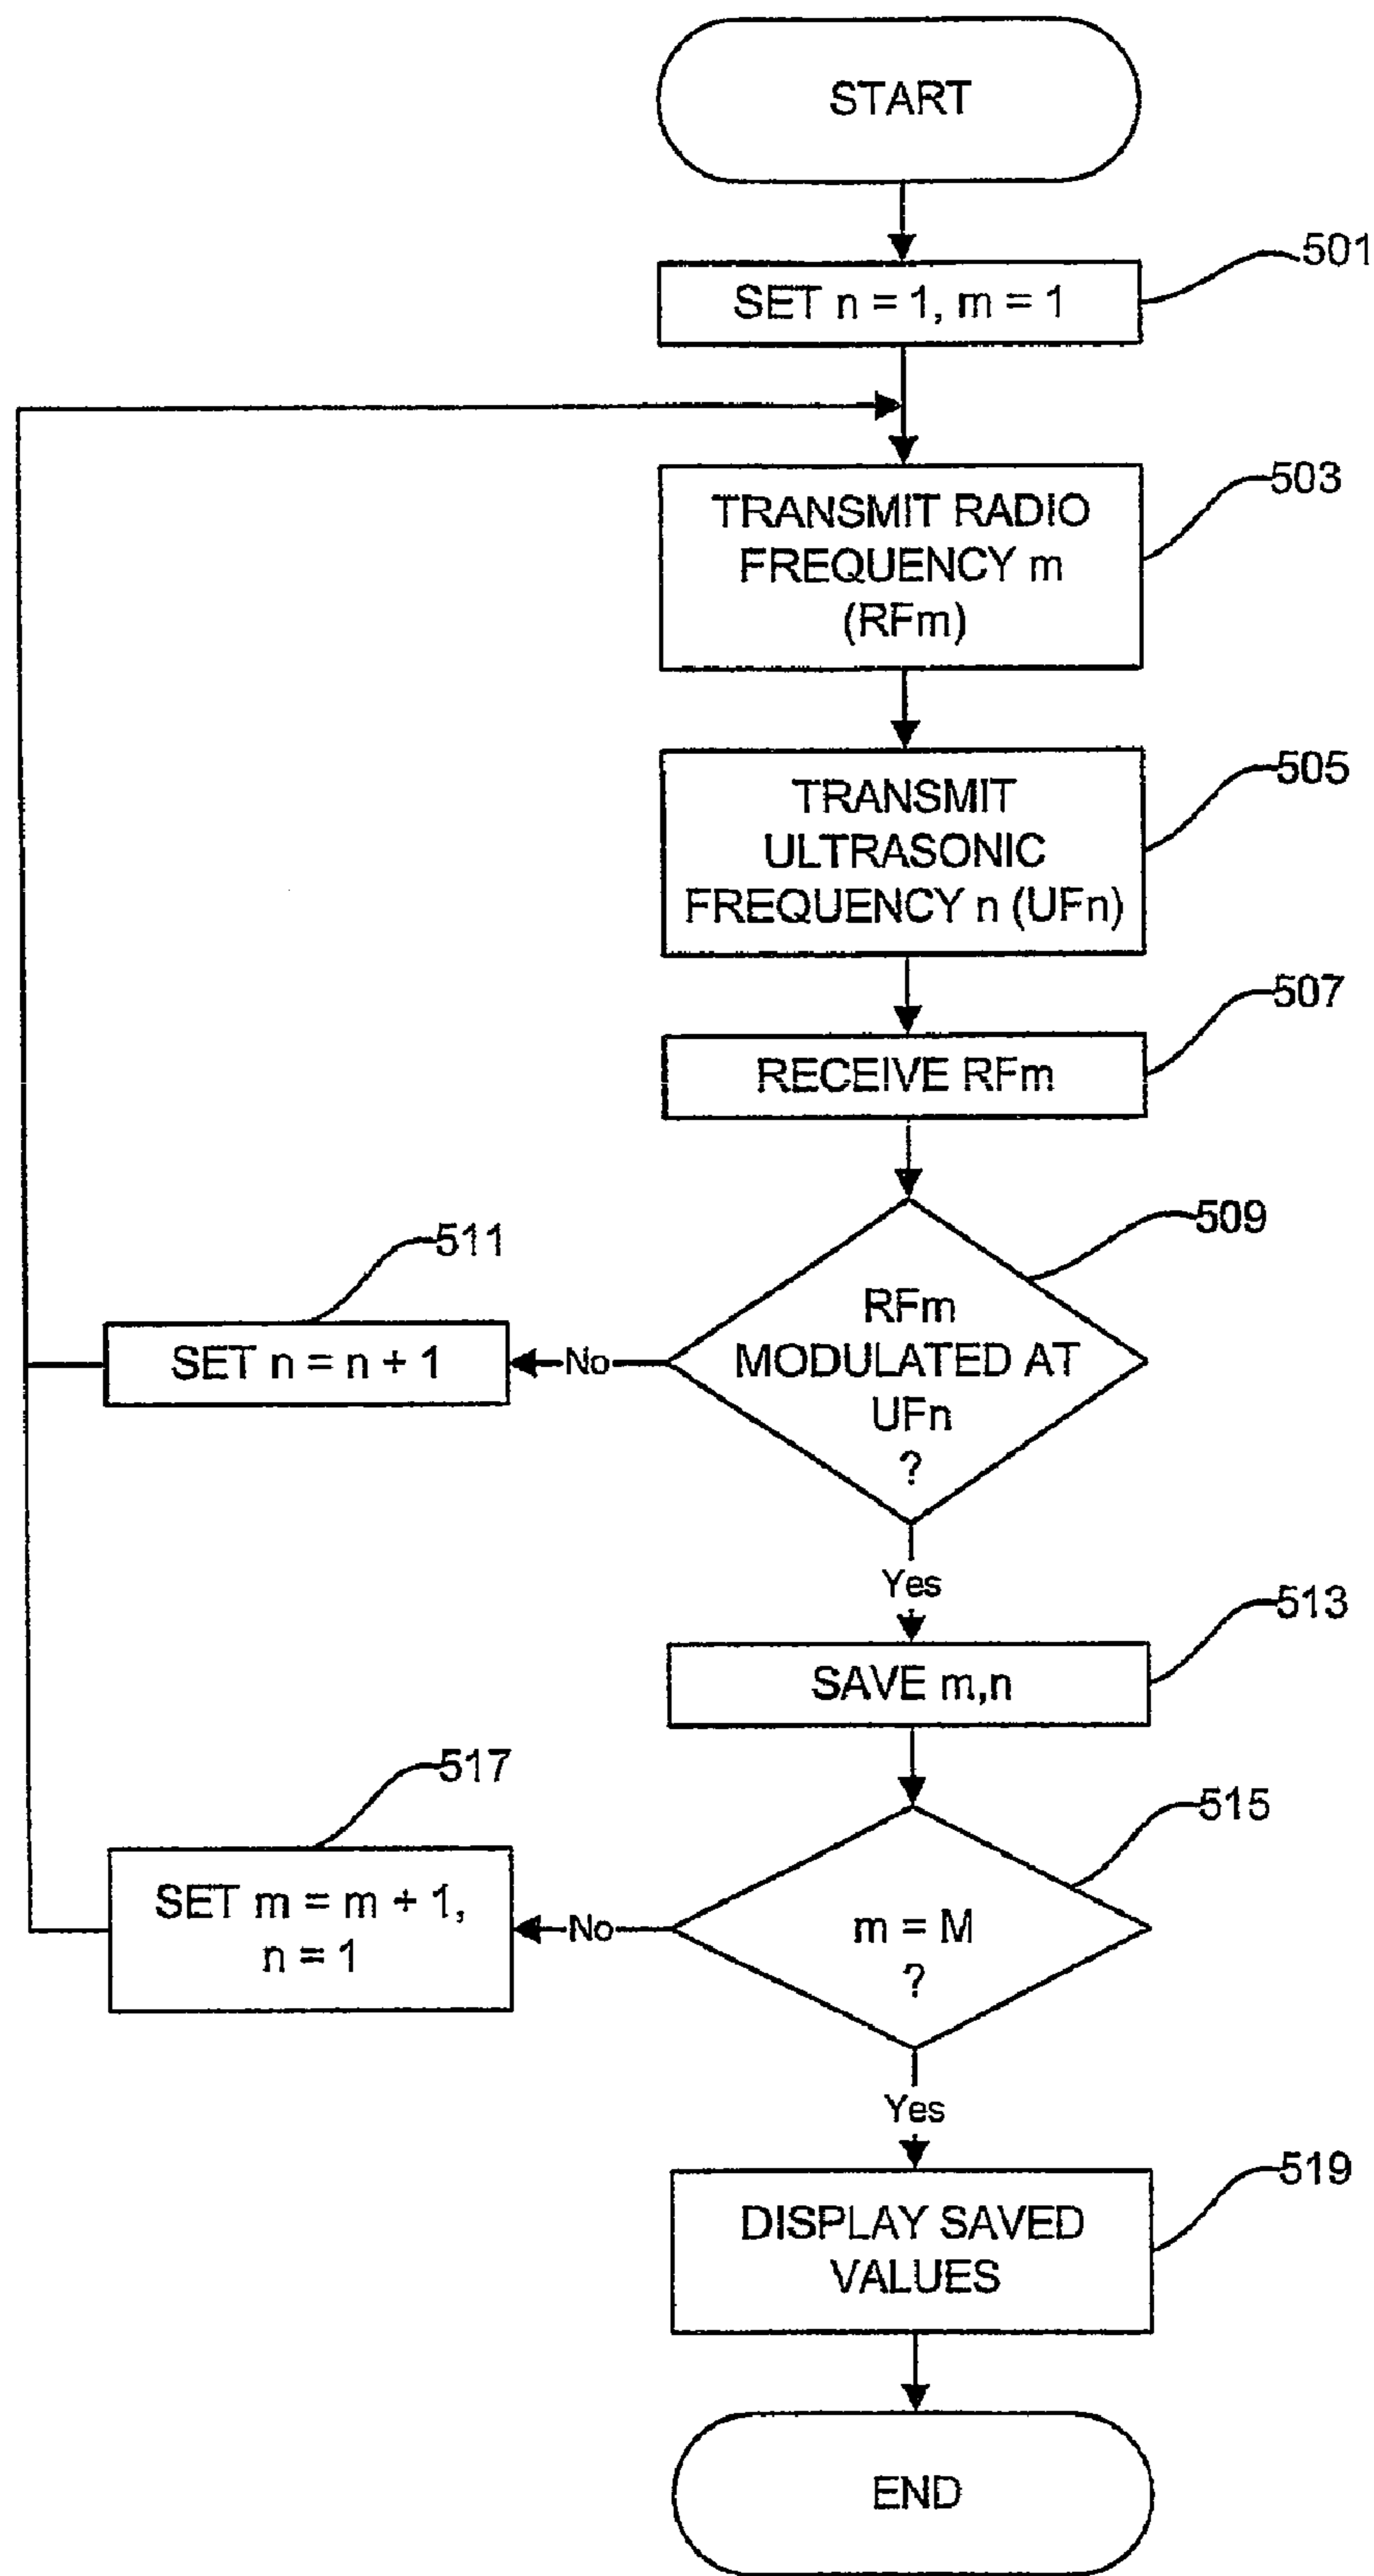 START
501
SET n = 1, m = 1
503
TRANSMIT RADIO
FREQUENCY m
(RFm)
505
TRANSMIT
ULTRASONIC
FREQUENCY n (UFn)
507
RECEIVE RFm
509
511
RFm
MODULATED AT
UFn
?
No
SET n = n + 1
Yes
513
SAVE m,n
517
515
m = M
?
No
SET m = m + 1,
n = 1
Yes
519
DISPLAY SAVED
VALUES
END